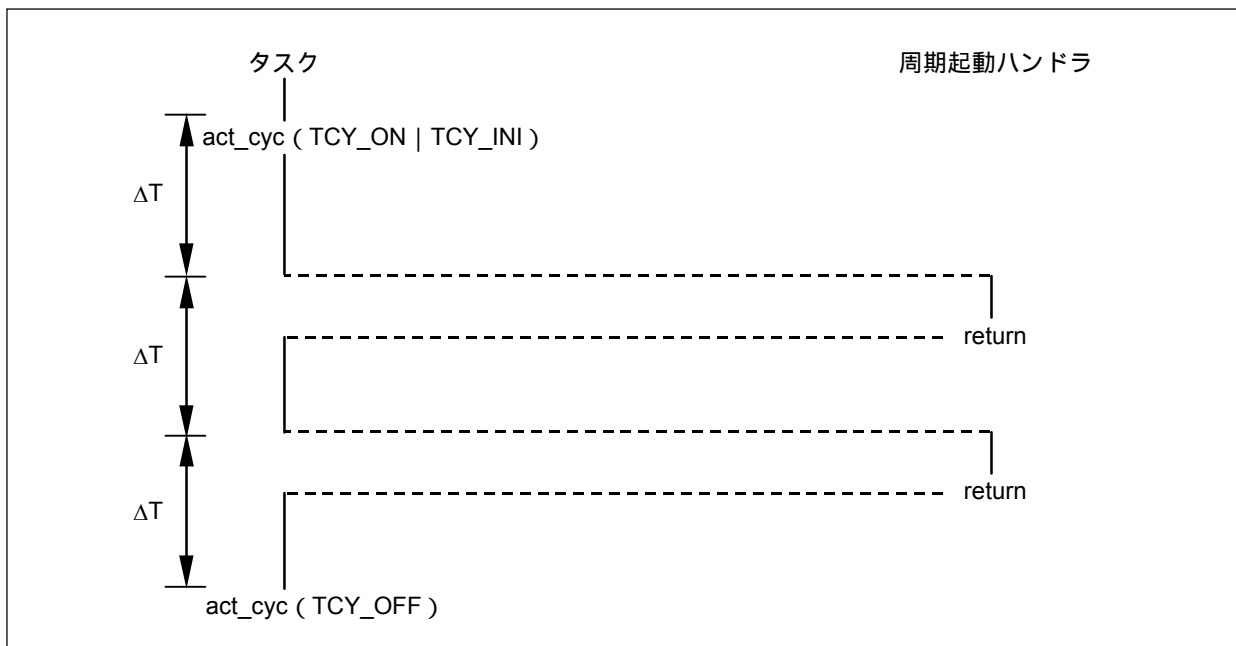 タスク
周期起動ハンドラ
act_cyc ( TCY_ON | TCY_INI )
ΔT
return
ΔT
return
ΔT
act_cyc ( TCY_OFF )